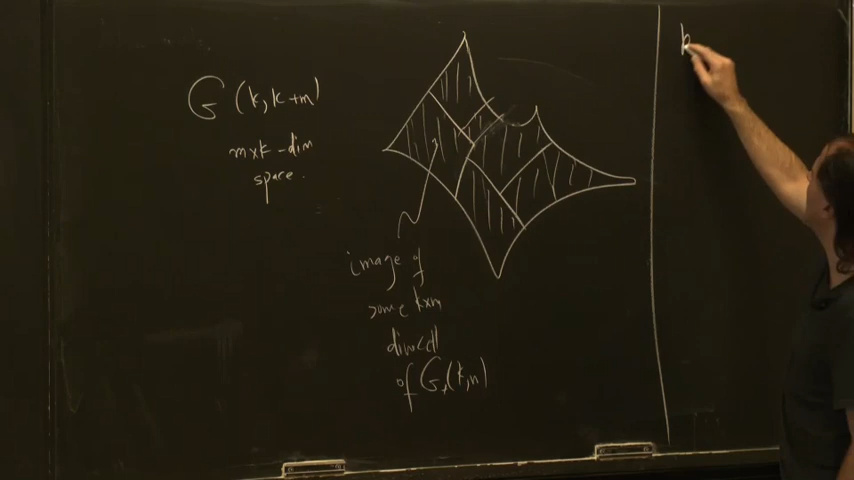 G (k, k+m)
m×k-dim
space.
image of
some k×m
dim cell
of G₊(k,n)